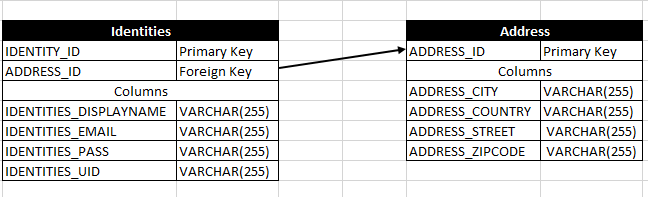 Identities Address
IDENTITY_ID Primary Key ADDRESS_ID Primary Key
ADDRESS_ID Foreign Key Columns
Columns ADDRESS_CITY VARCHAR(255)
IDENTITIES_DISPLAYNAME VARCHAR(255) ADDRESS_COUNTRY VARCHAR(255)
IDENTITIES_EMAIL VARCHAR(255) ADDRESS_STREET VARCHAR(255)
IDENTITIES_PASS VARCHAR(255) ADDRESS_ZIPCODE VARCHAR(255)
IDENTITIES_UID VARCHAR(255)